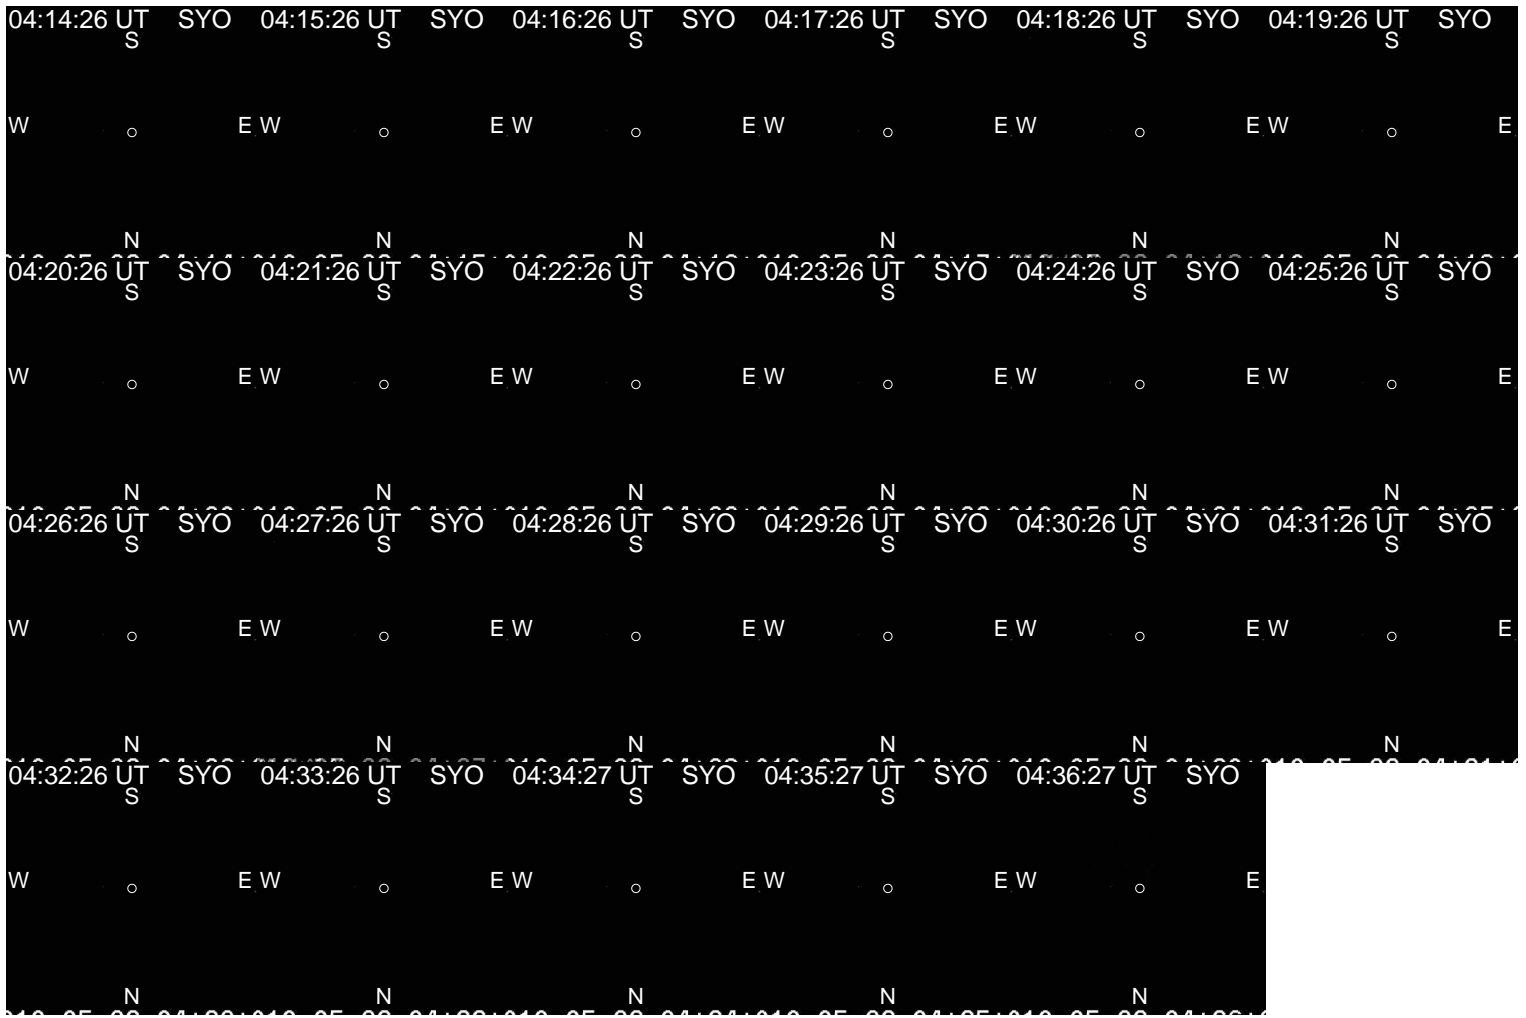 04:14:26 UT SYO 04:15:26 UT SYO 04:16:26 UT SYO 04:17:26 UT SYO 04:18:26 UT SYO 04:19:26 UT SYO
S S S S S S
W E W E W E W E W E W E
N N N N N N
04:20:26 UT SYO 04:21:26 UT SYO 04:22:26 UT SYO 04:23:26 UT SYO 04:24:26 UT SYO 04:25:26 UT SYO
S S S S S S
W E W E W E W E W E W E
N N N N N N
04:26:26 UT SYO 04:27:26 UT SYO 04:28:26 UT SYO 04:29:26 UT SYO 04:30:26 UT SYO 04:31:26 UT SYO
S S S S S S
W E W E W E W E W E W E
N N N N N N
04:32:26 UT SYO 04:33:26 UT SYO 04:34:27 UT SYO 04:35:27 UT SYO 04:36:27 UT SYO
S S S S S
W E W E W E W E W E
N N N N N